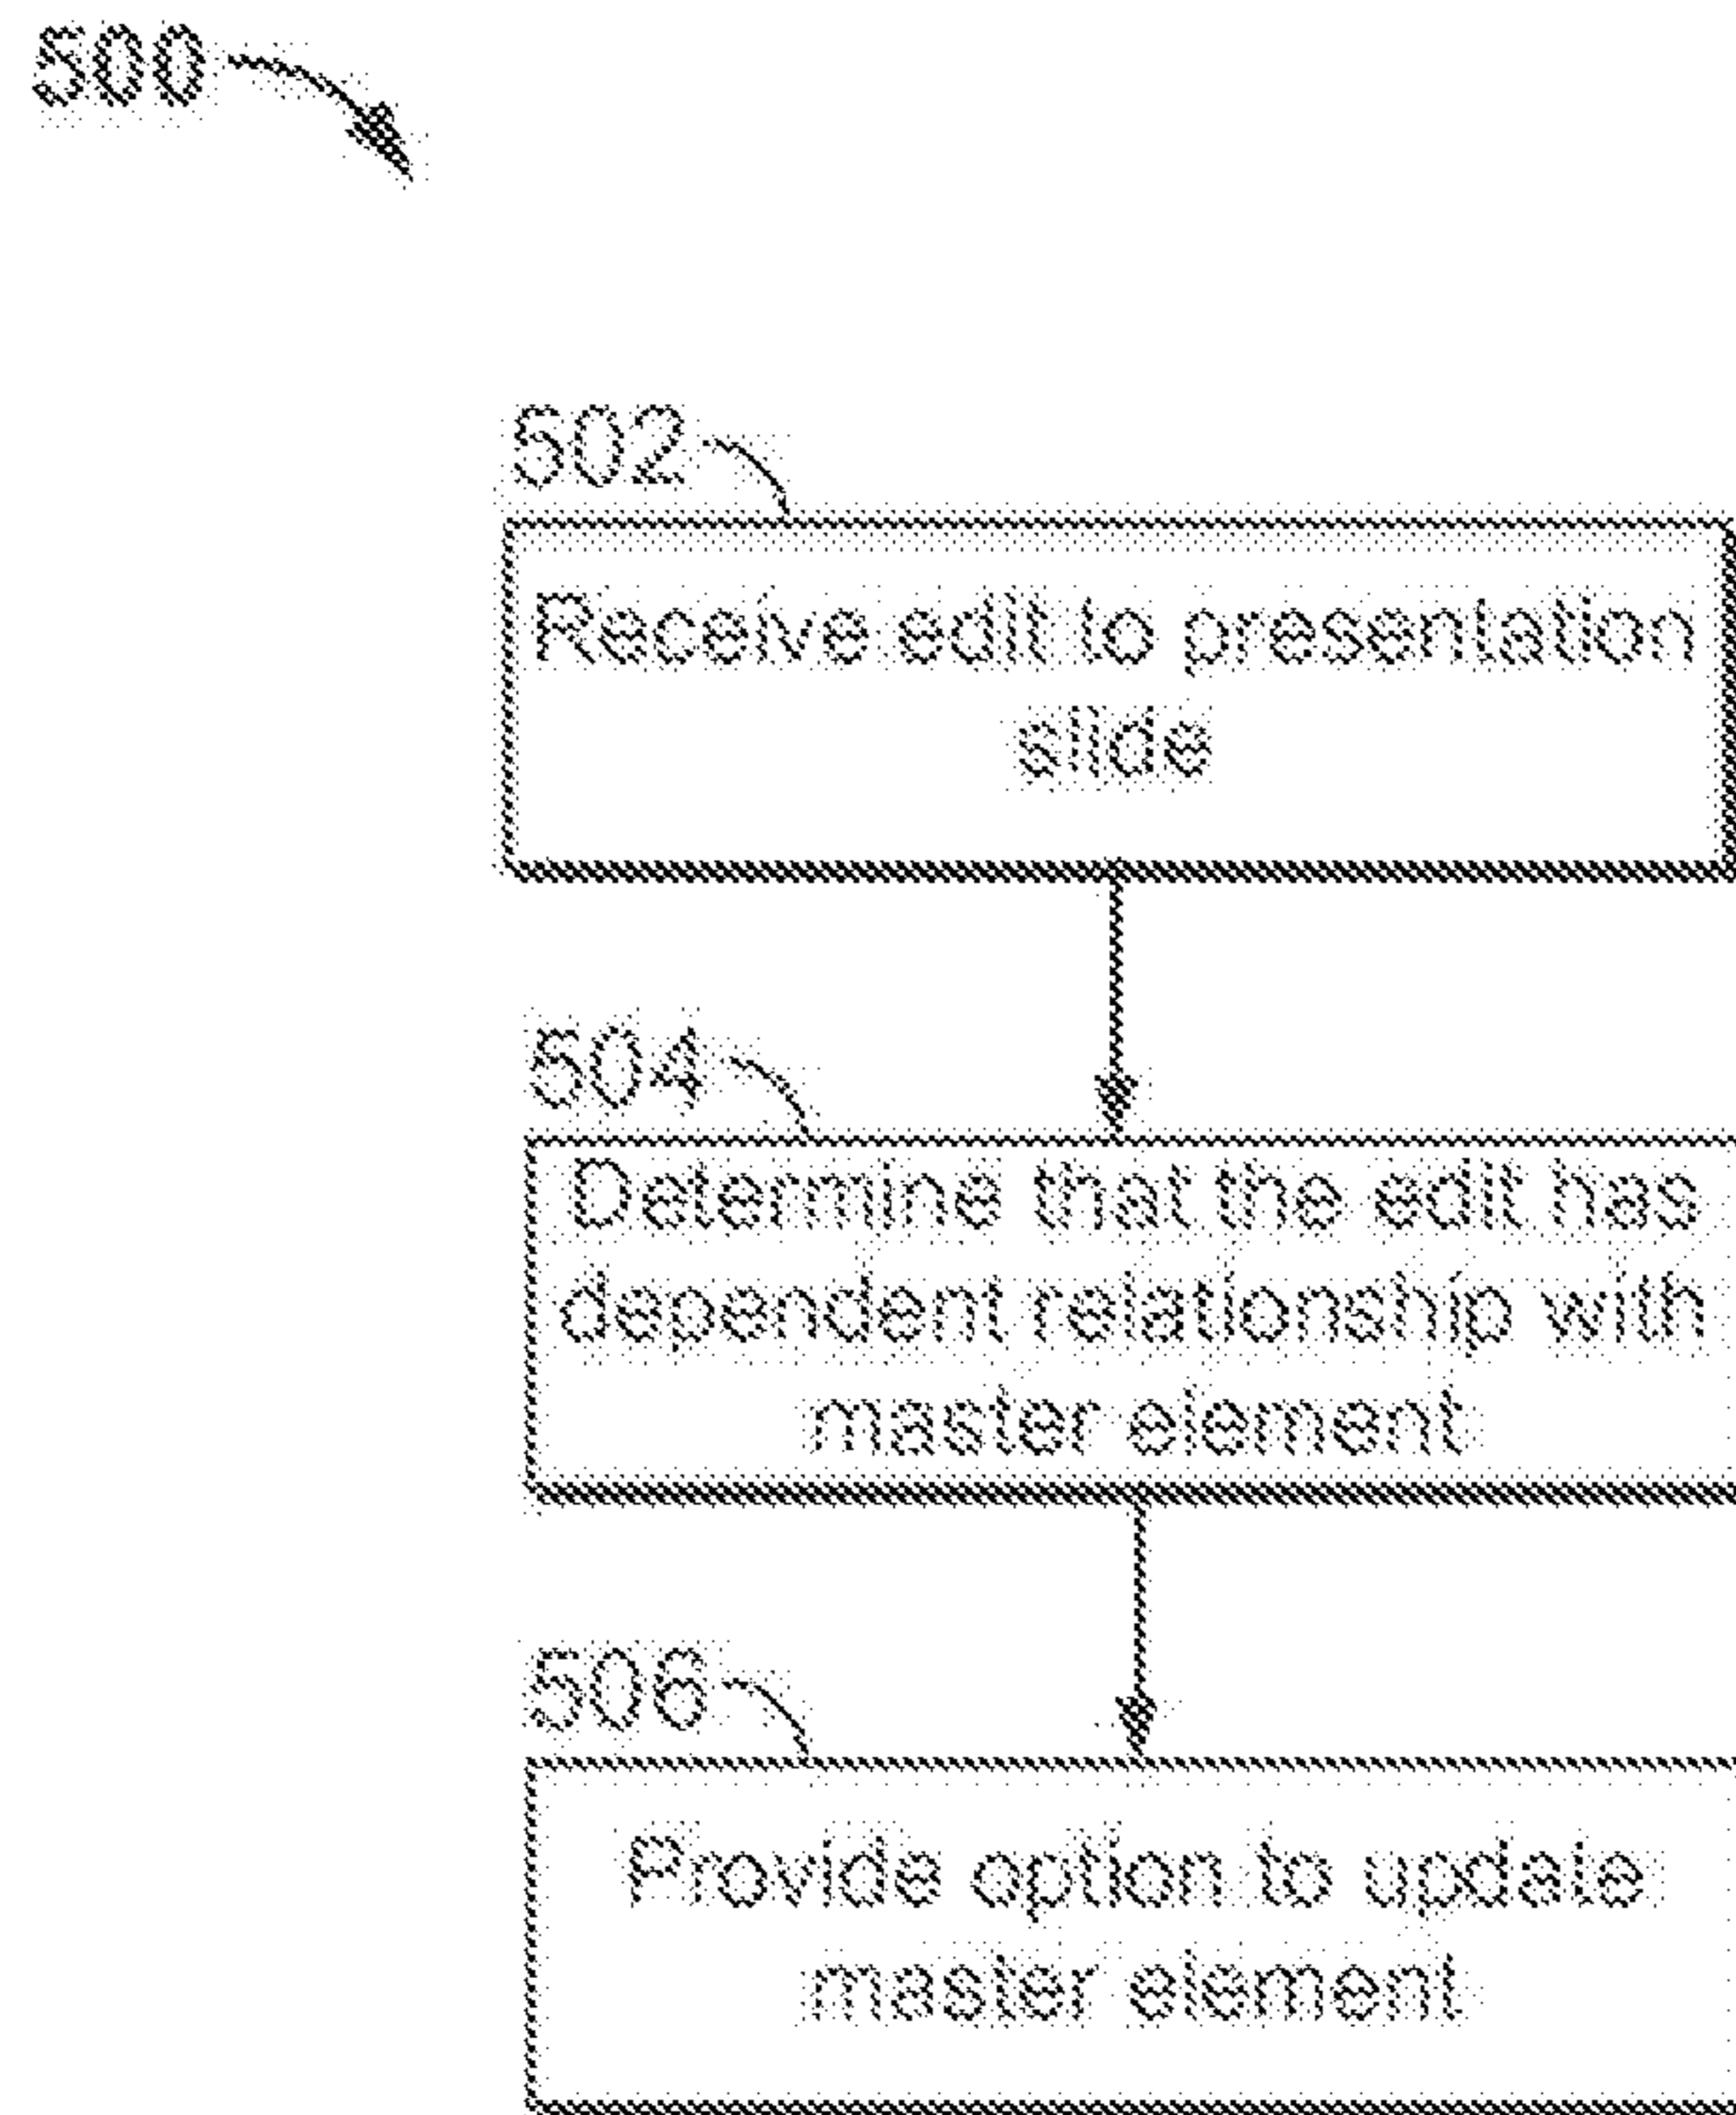 500
502
Receive edit to presentation
slide
504
Determine that the edit has
dependent relationship with
master element
506
Provide option to update
master element